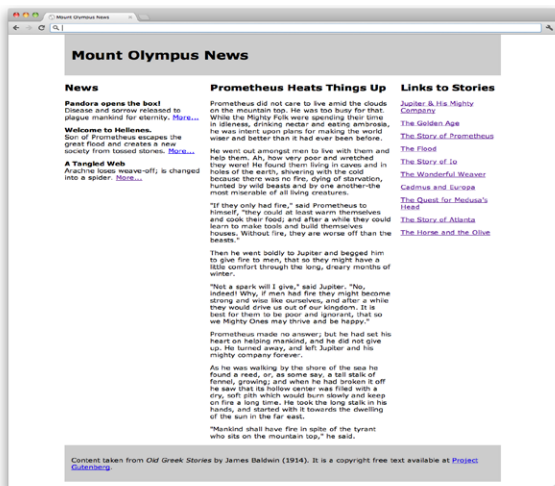 Mount Olympus News
Mount Olympus News
News
Pandora opens the box!
Disease and sorrow released to
plague mankind for eternity. More...
Welcome to Hellenes.
Son of Prometheus escapes the
great flood and creates a new
society from tossed stones. More...
A Tangled Web
Arachne loses weave-off; is changed
into a spider. More...
Prometheus Heats Things Up
Prometheus did not care to live amid the clouds
on the mountain top. He was too busy for that.
While the Mighty Folk were spending their time
in idleness, drinking nectar and eating ambrosia,
he was intent upon plans for making the world
wiser and better than it had ever been before.
He went out amongst men to live with them and
help them. Ah, how very poor and wretched
they were! He found them living in caves and in
holes of the earth, shivering with the cold
because there was no fire, dying of starvation,
hunted by wild beasts and by one another-the
most miserable of all living creatures.
"If they only had fire," said Prometheus to
himself, "they could at least warm themselves
and cook their food; and after a while they could
learn to make tools and build themselves
houses. Without fire, they are worse off than the
beasts."
Then he went boldly to Jupiter and begged him
to give fire to men, that so they might have a
little comfort through the long, dreary months of
winter.
"Not a spark will I give," said Jupiter. "No,
indeed! Why, if men had fire they might become
strong and wise like ourselves, and after a while
they would drive us out of our kingdom. It is
best for them to be poor and ignorant, that so
we Mighty Ones may thrive and be happy."
Prometheus made no answer; but he had set his
heart on helping mankind, and he did not give
up. He turned away, and left Jupiter and his
mighty company forever.
As he was walking by the shore of the sea he
found a reed, or, as some say, a tall stalk of
fennel, growing; and when he had broken it off
he saw that its hollow center was filled with a
dry, soft pith which would burn slowly and keep
on fire a long time. He took the long stalk in his
hands, and started with it towards the dwelling
of the sun in the far east.
"Mankind shall have fire in spite of the tyrant
who sits on the mountain top," he said.
Links to Stories
Jupiter & His Mighty
Company
The Golden Age
The Story of Prometheus
The Flood
The Story of Io
The Wonderful Weaver
Cadmus and Europa
The Quest for Medusa's
Head
The Story of Atlanta
The Horse and the Olive
Content taken from Old Greek Stories by James Baldwin (1914). It is a copyright free text available at Project
Gutenberg.